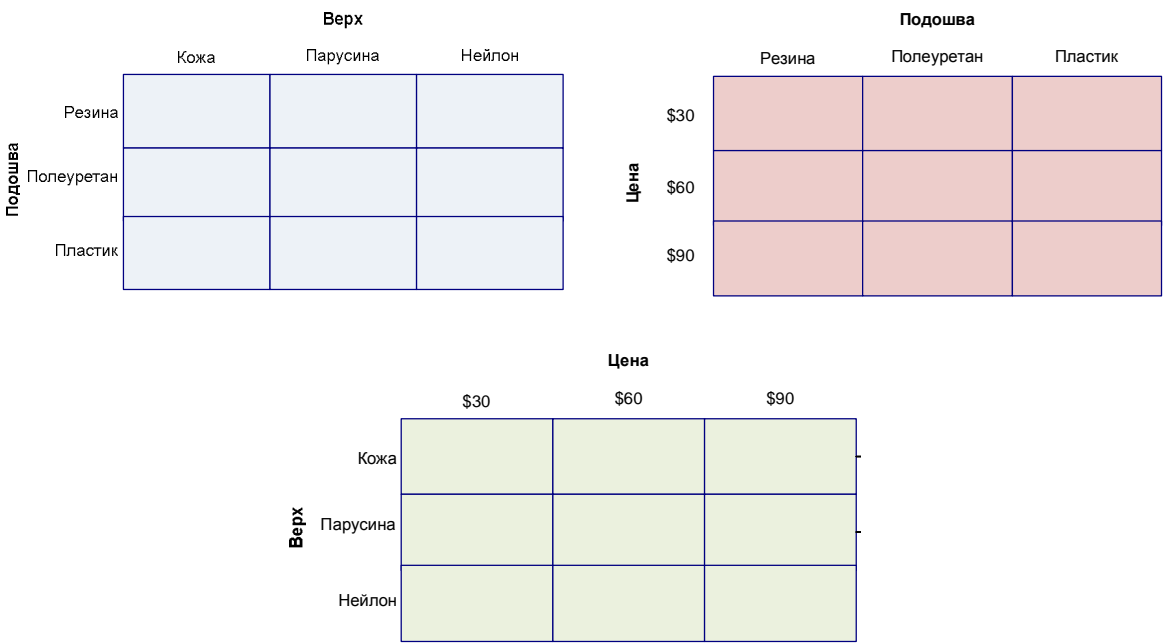 Верх
Кожа Парусина Нейлон
Подошва
Резина
Полеуретан
Пластик
Подошва
Резина Полеуретан Пластик
Цена
$30
$60
$90
Цена
$30 $60 $90
Верх
Кожа
Парусина
Нейлон